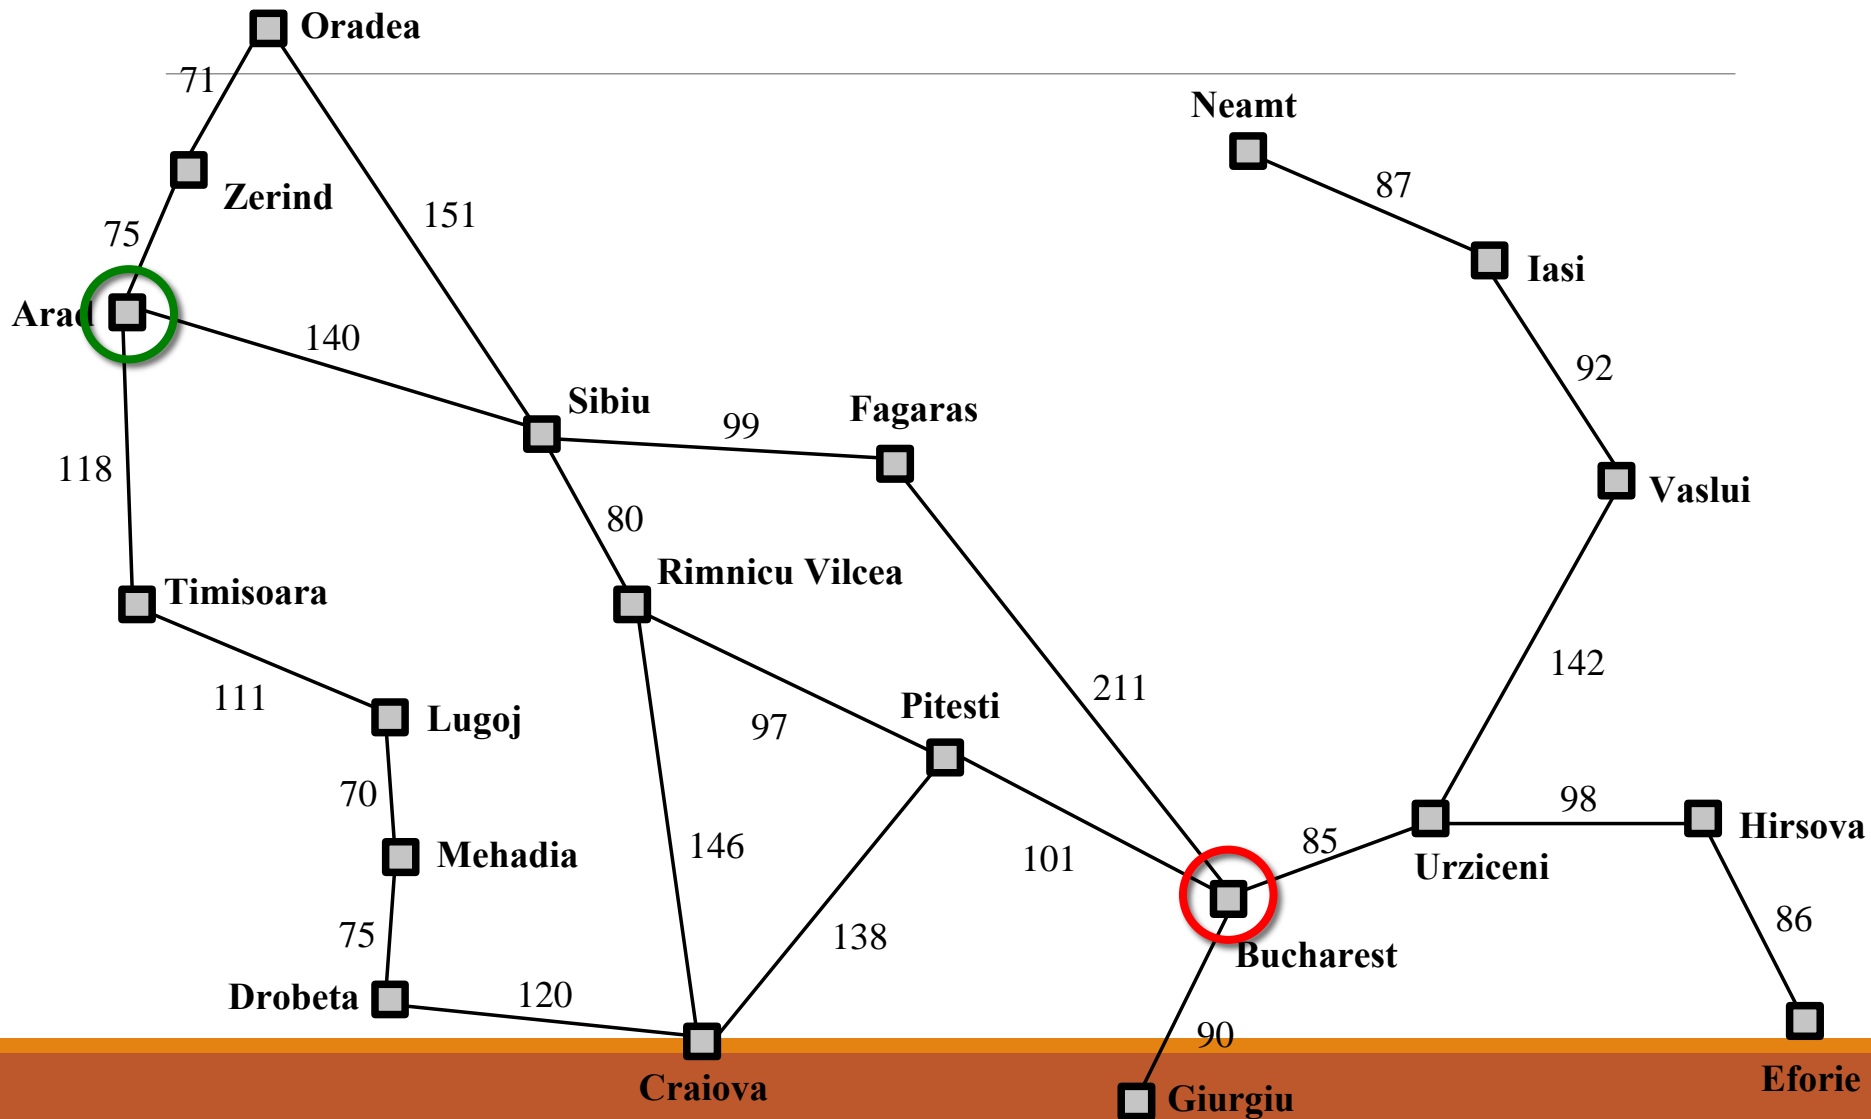 Oradea
71
Neamt
87
Zerind
151
75
Iasi
Arad
140
92
Sibiu
Fagaras
99
118
Vaslui
80
Rimnicu Vilcea
Timisoara
142
211
111
Pitesti
Lugoj
97
70
98
Hirsova
85
146
Mehadia
101
Urziceni
86
75
138
Bucharest
Drobeta
120
90
Eforie
Craiova
Giurgiu